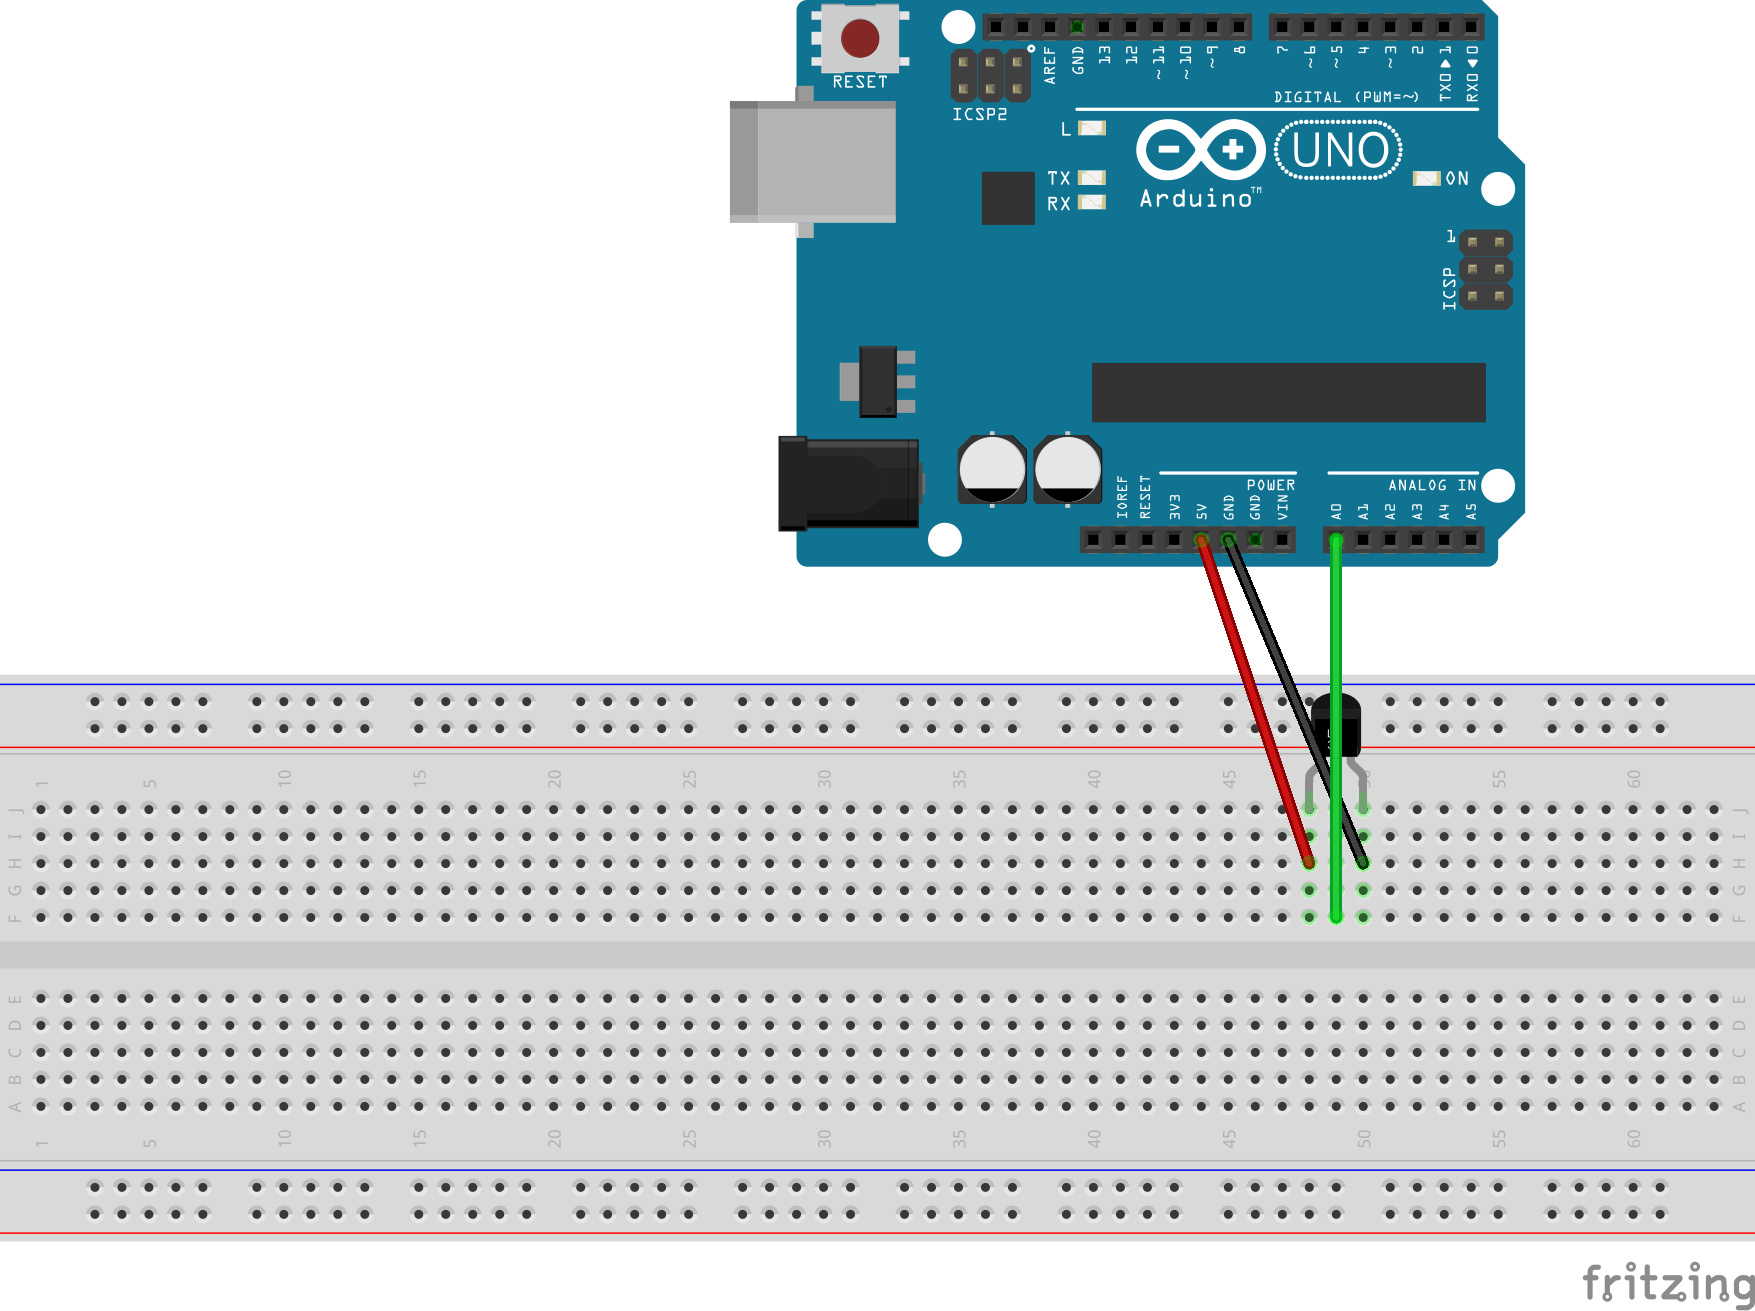 RESET
ICSP2
AREF
GND
13
12
~11
~10
~9
8
7
~6
~5
4
~3
2
TX0▶1
RX0◀0
DIGITAL (PWM=~)
L
TX
RX
UNO
Arduino™
ON
1
ICSP
POWER
ANALOG IN
IOREF
RESET
3V3
5V
GND
GND
VIN
A0
A1
A2
A3
A4
A5
1 5 10 15 20 25 30 35 40 45 55 60
J J
I I
H H
G G
F F
E E
D D
C C
B B
A A
1 5 10 15 20 25 30 35 40 45 50 55 60
fritzing